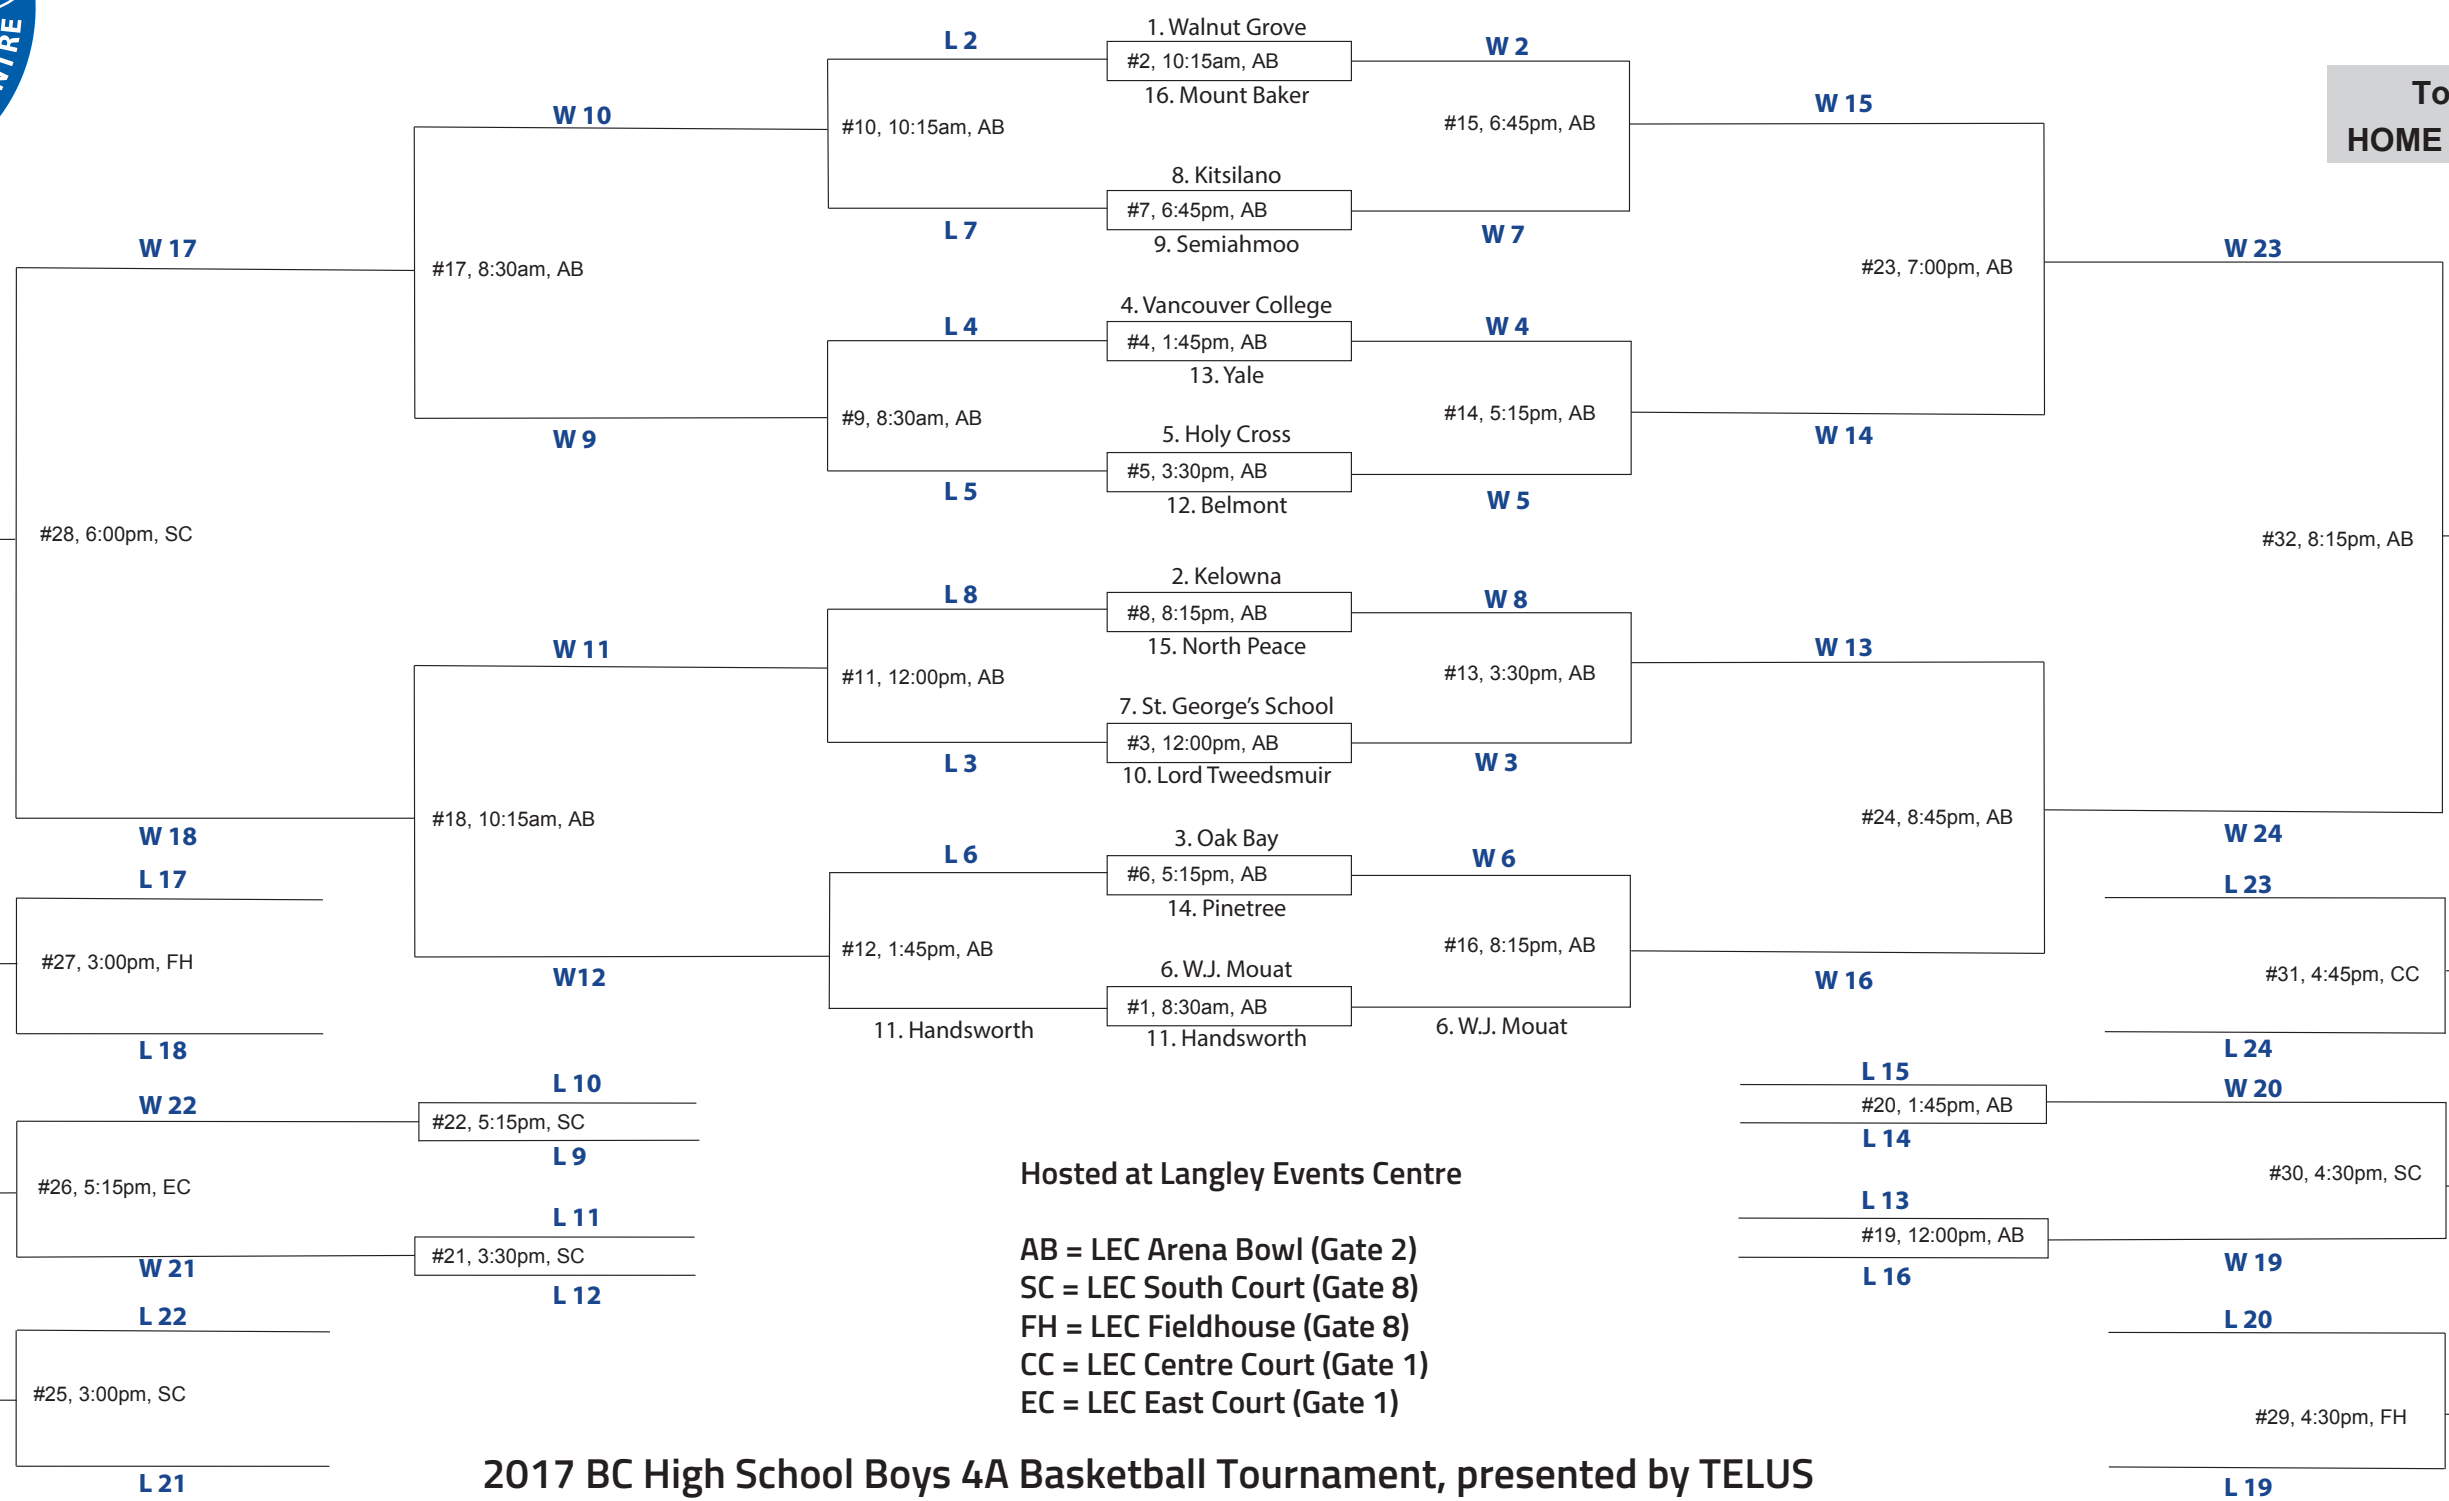 NTRE
To
HOME
1. Walnut Grove
L 2
#2, 10:15am, AB
W 2
16. Mount Baker
W 10
#10, 10:15am, AB
#15, 6:45pm, AB
W 15
8. Kitsilano
#7, 6:45pm, AB
L 7
9. Semiahmoo
W 7
W 17
#17, 8:30am, AB
#23, 7:00pm, AB
W 23
4. Vancouver College
L 4
#4, 1:45pm, AB
W 4
13. Yale
W 9
#9, 8:30am, AB
#14, 5:15pm, AB
W 14
5. Holy Cross
#5, 3:30pm, AB
L 5
12. Belmont
W 5
#28, 6:00pm, SC
#32, 8:15pm, AB
2. Kelowna
L 8
#8, 8:15pm, AB
W 8
15. North Peace
W 11
#11, 12:00pm, AB
#13, 3:30pm, AB
W 13
7. St. George’s School
#3, 12:00pm, AB
L 3
10. Lord Tweedsmuir
W 3
W 18
#18, 10:15am, AB
#24, 8:45pm, AB
W 24
3. Oak Bay
L 6
#6, 5:15pm, AB
W 6
14. Pinetree
#12, 1:45pm, AB
#16, 8:15pm, AB
W12
W 16
6. W.J. Mouat
#1, 8:30am, AB
11. Handsworth
11. Handsworth
6. W.J. Mouat
L 17
#27, 3:00pm, FH
L 18
L 23
#31, 4:45pm, CC
L 24
W 22
L 10
#22, 5:15pm, SC
L 9
#26, 5:15pm, EC
L 11
#21, 3:30pm, SC
W 21
L 12
L 15
#20, 1:45pm, AB
L 14
W 20
#30, 4:30pm, SC
L 13
#19, 12:00pm, AB
L 16
W 19
L 22
#25, 3:00pm, SC
L 21
L 20
#29, 4:30pm, FH
L 19
Hosted at Langley Events Centre
AB = LEC Arena Bowl (Gate 2)
SC = LEC South Court (Gate 8)
FH = LEC Fieldhouse (Gate 8)
CC = LEC Centre Court (Gate 1)
EC = LEC East Court (Gate 1)
2017 BC High School Boys 4A Basketball Tournament, presented by TELUS